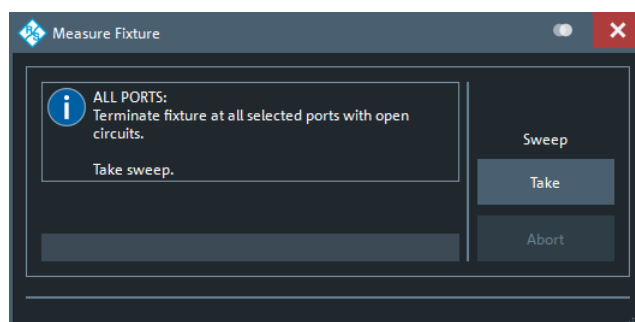 Measure Fixture
ALL PORTS:
Terminate fixture at all selected ports with open
circuits.
Take sweep.
Sweep
Take
Abort